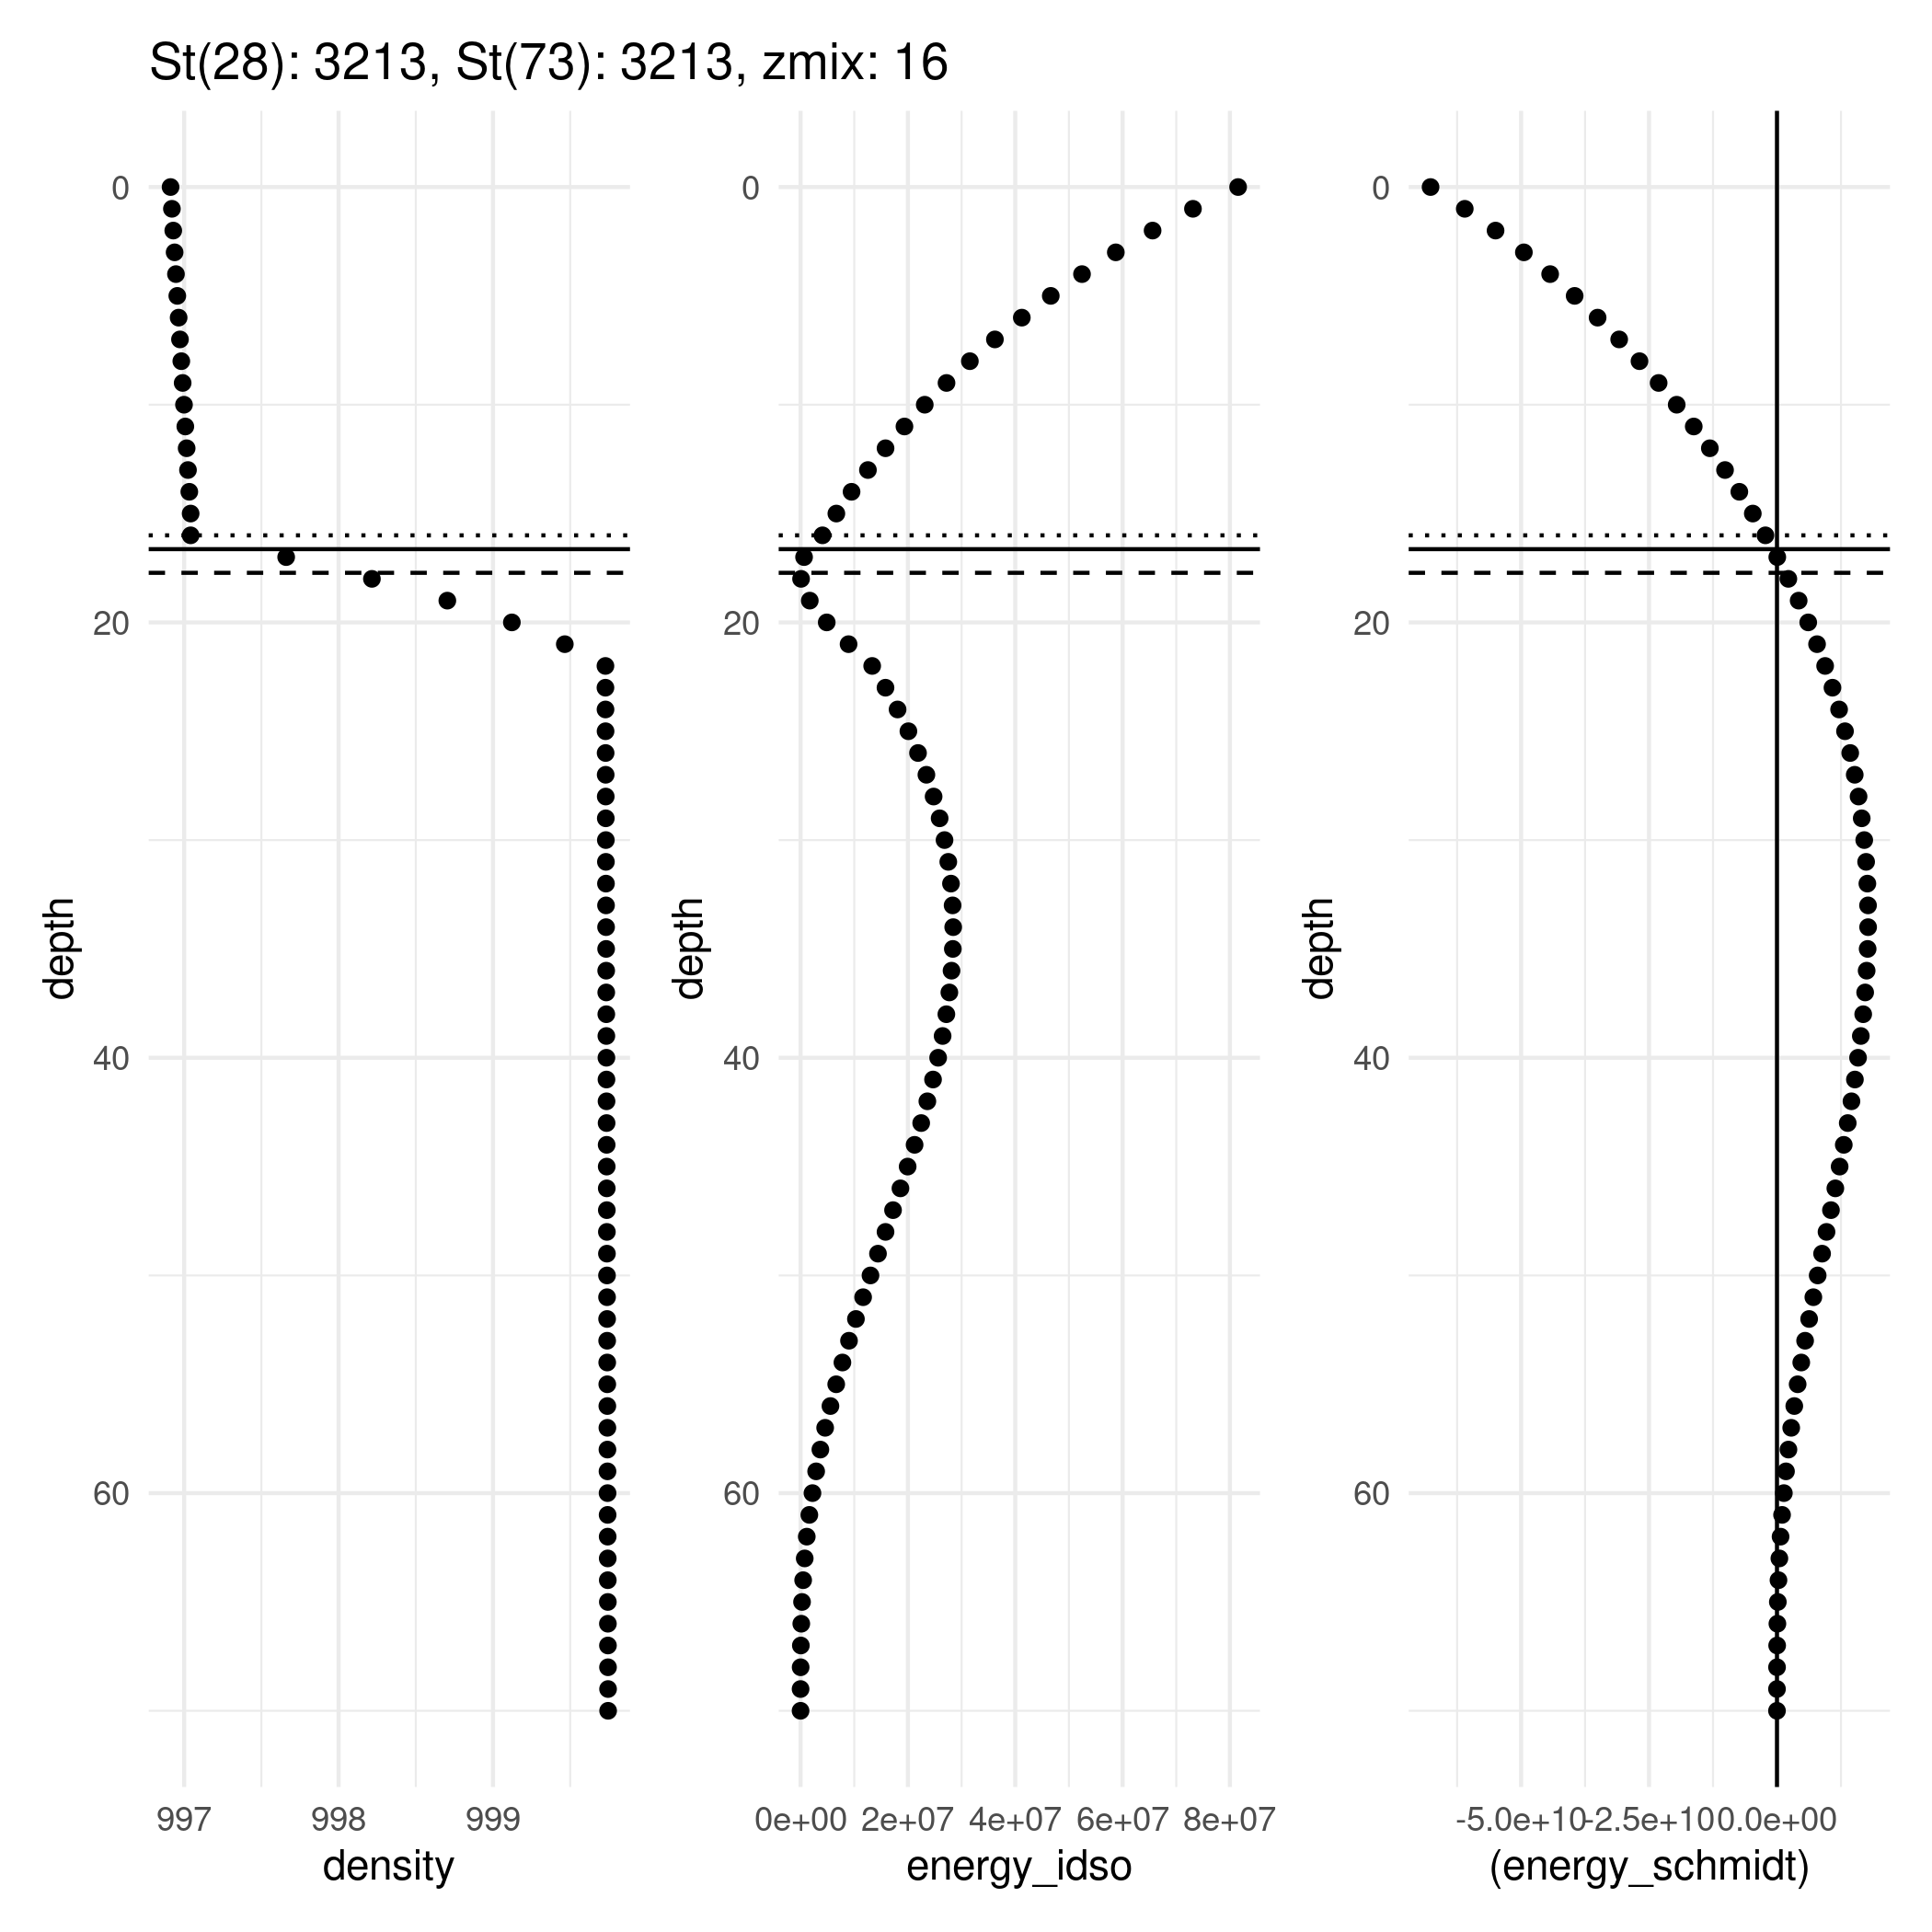 St(28): 3213, St(73): 3213, zmix: 16
0
20
40
60
depth
997 998 999
density
0
20
40
60
depth
0e+00 2e+07 4e+07 6e+07 8e+07
energy_idso
0
20
40
60
depth
-5.0e+10 -2.5e+10 0.0e+00
(energy_schmidt)